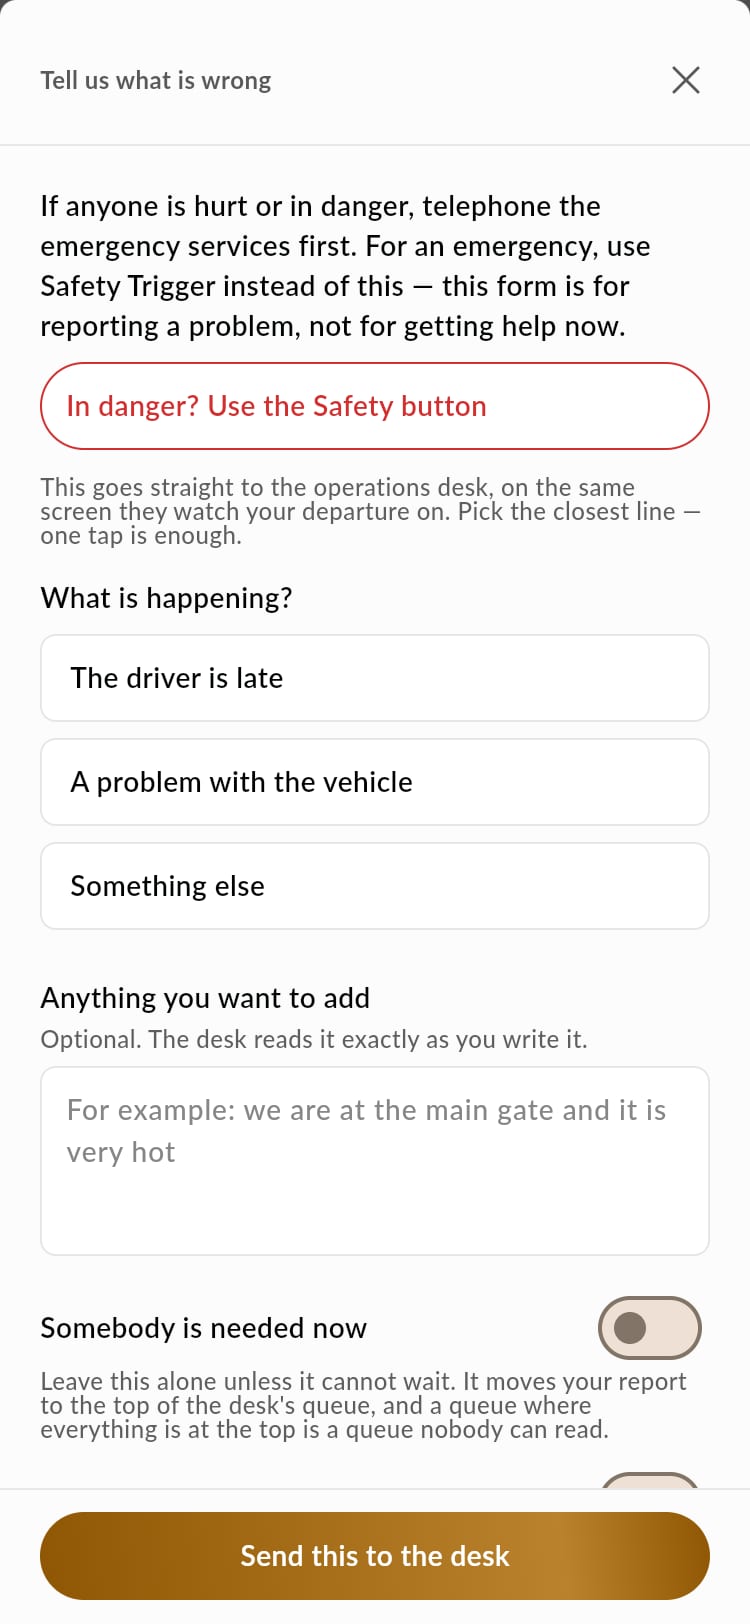 Tell us what is wrong
If anyone is hurt or in danger, telephone the
emergency services first. For an emergency, use
Safety Trigger instead of this — this form is for
reporting a problem, not for getting help now.
In danger? Use the Safety button
This goes straight to the operations desk, on the same
screen they watch your departure on. Pick the closest line —
one tap is enough.
What is happening?
The driver is late
A problem with the vehicle
Something else
Anything you want to add
Optional. The desk reads it exactly as you write it.
For example: we are at the main gate and it is
very hot
Somebody is needed now
Leave this alone unless it cannot wait. It moves your report
to the top of the desk's queue, and a queue where
everything is at the top is a queue nobody can read.
Send this to the desk